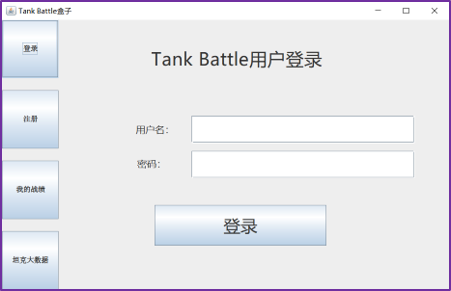 Tank Battle盒子
登录
注册
我的战绩
坦克大数据
Tank Battle用户登录
用户名:
密码:
登录